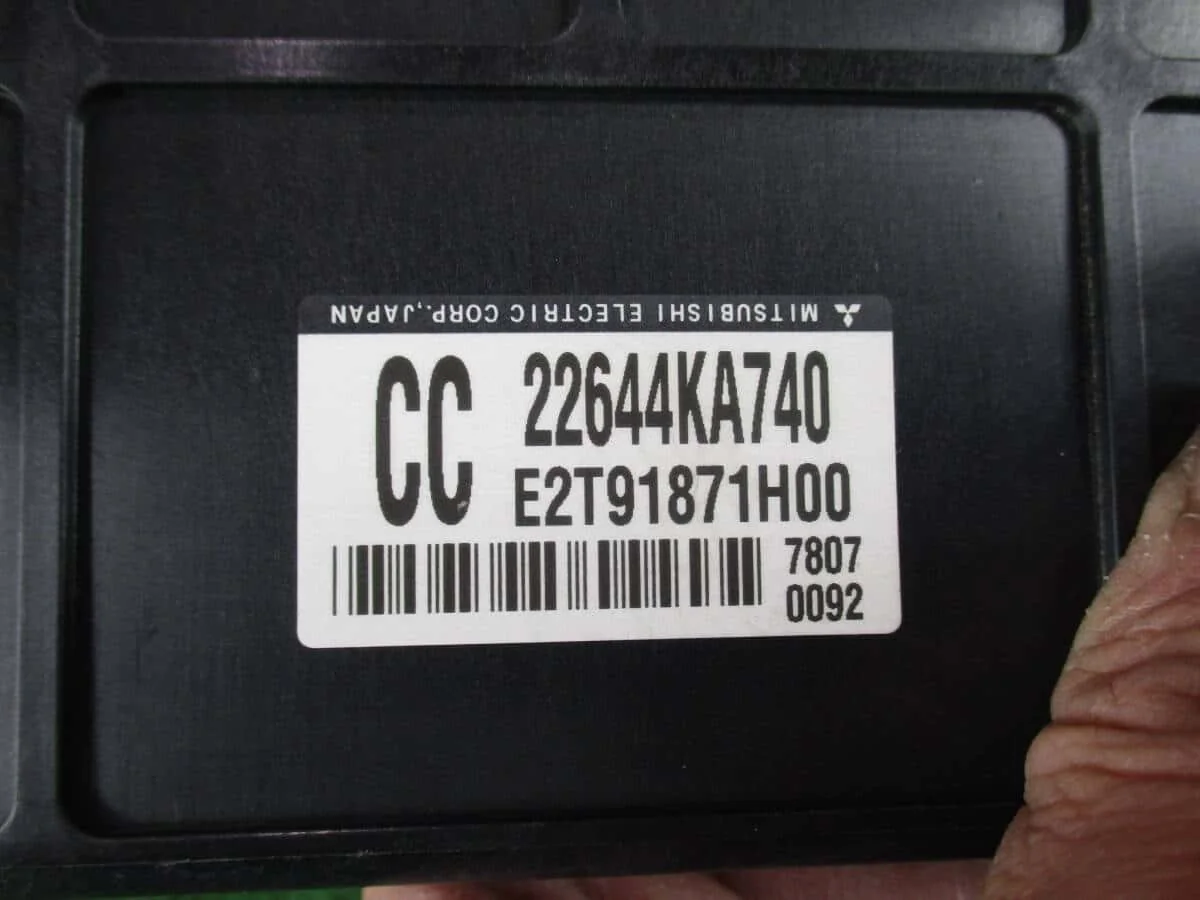 MITSUBISHI ELECTRIC CORP., JAPAN
CC 22644KA740
E2T91871H00
7807
0092